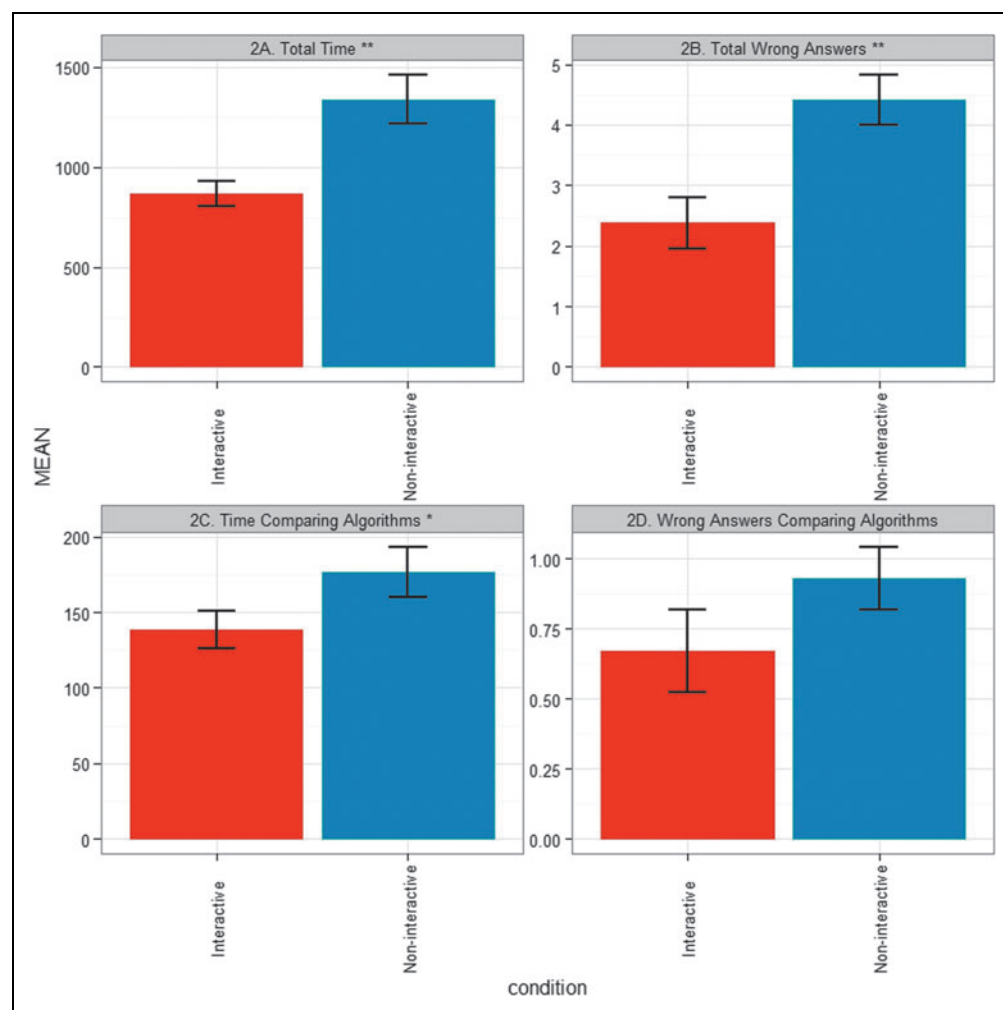 2A. Total Time **
2B. Total Wrong Answers **
1500
1000
500
0
5
4
3
2
1
0
Interactive
Non-interactive
Interactive
Non-interactive
MEAN
2C. Time Comparing Algorithms *
2D. Wrong Answers Comparing Algorithms
200
150
100
50
0
1.00
0.75
0.50
0.25
0.00
Interactive
Non-interactive
Interactive
Non-interactive
condition